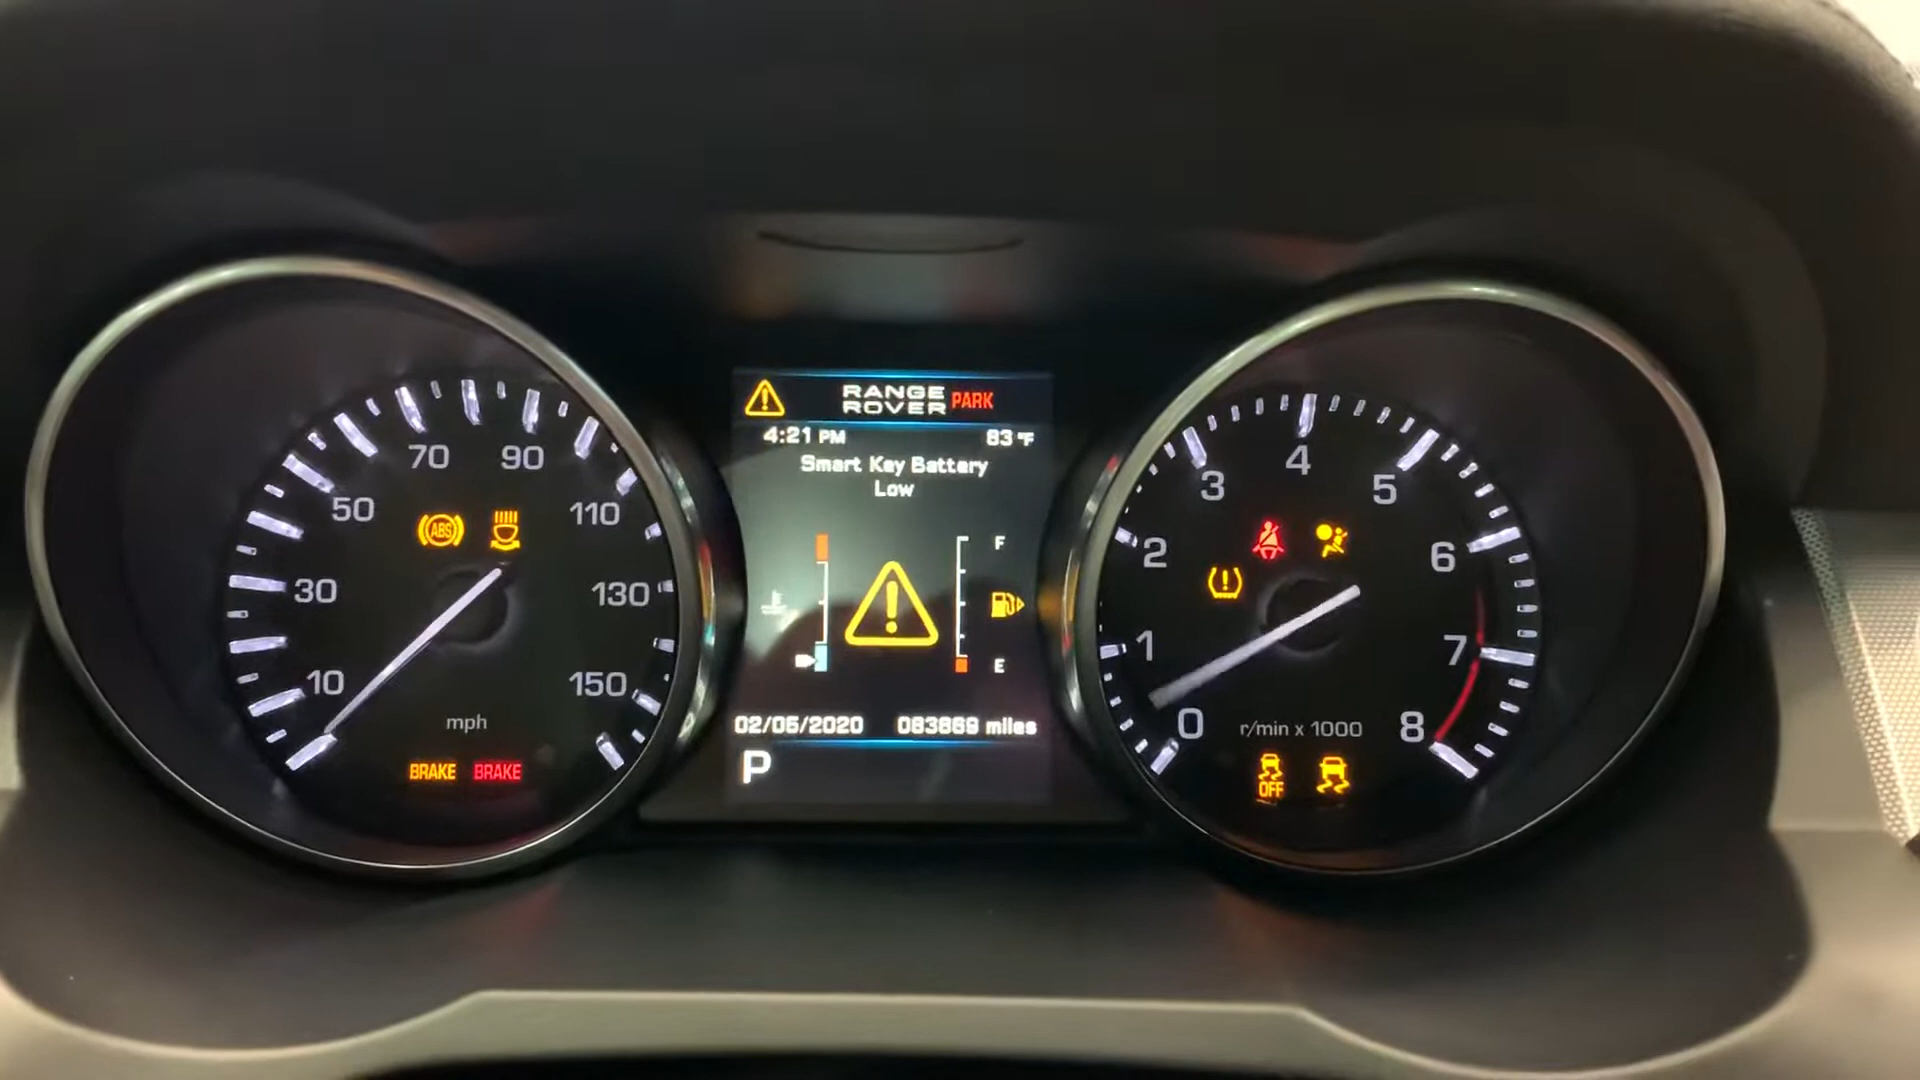 RANGE
ROVER PARK
4:21 PM 83 °F
Smart Key Battery
Low
F
E
02/05/2020 083869 miles
P
10
30
50
70
90
110
130
150
mph
ABS
BRAKE BRAKE
0
1
2
3
4
5
6
7
8
r/min x 1000
OFF